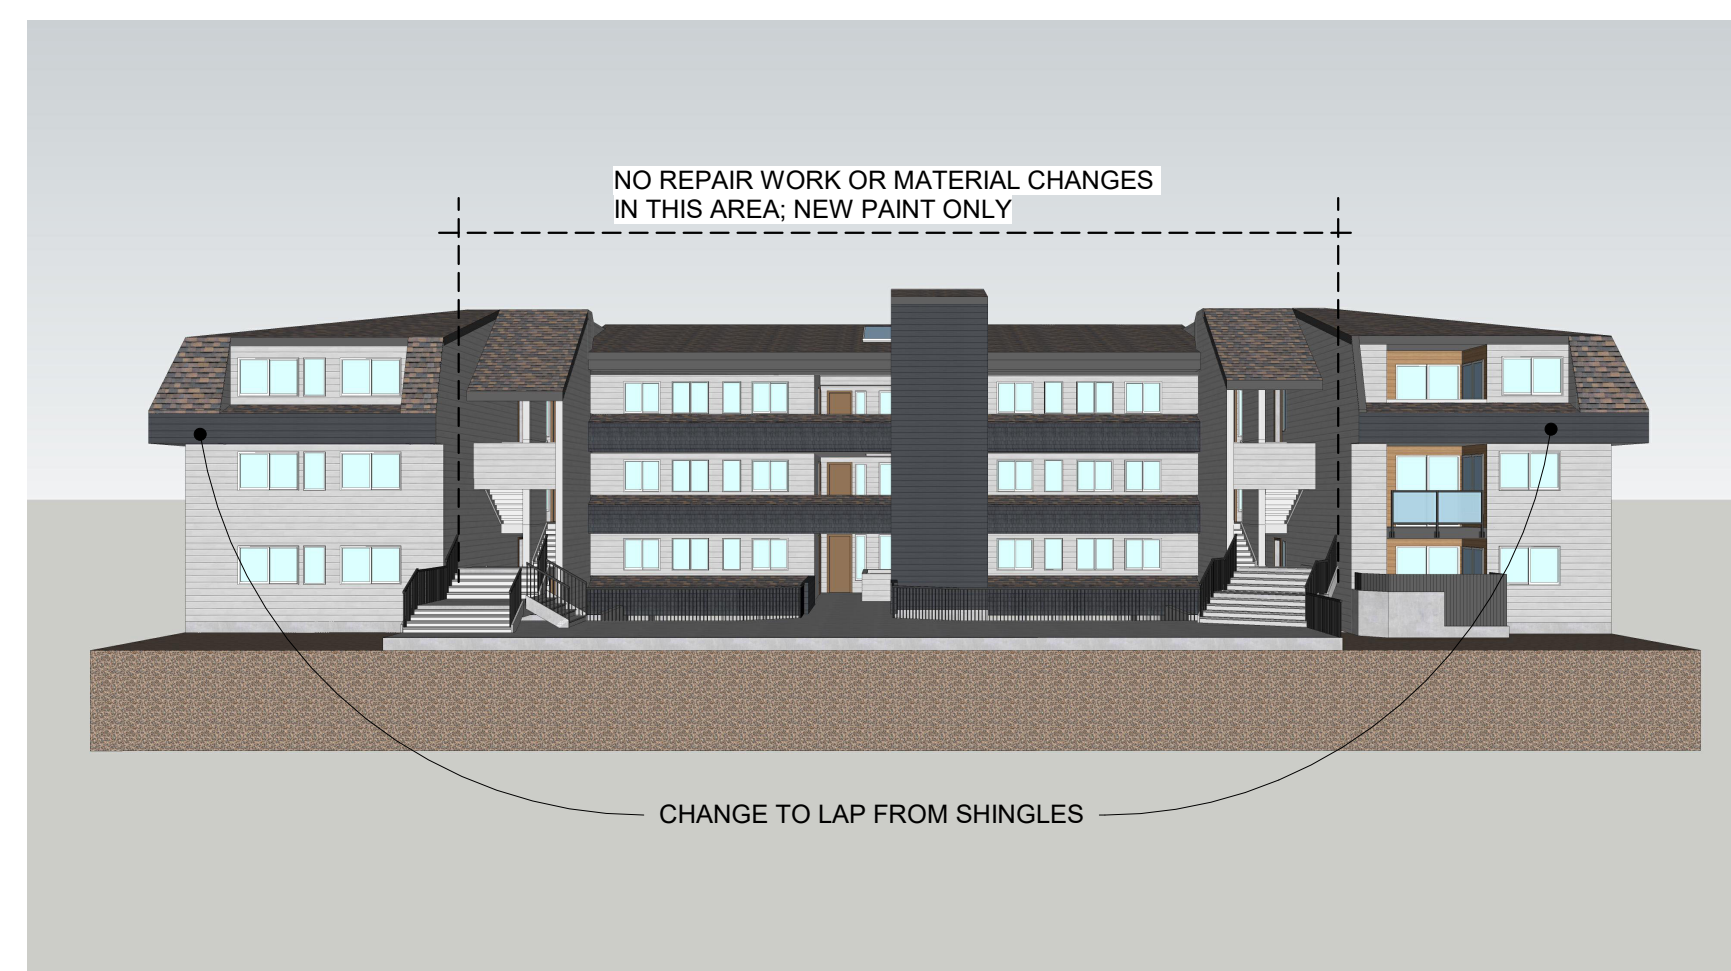 NO REPAIR WORK OR MATERIAL CHANGES
IN THIS AREA; NEW PAINT ONLY
CHANGE TO LAP FROM SHINGLES